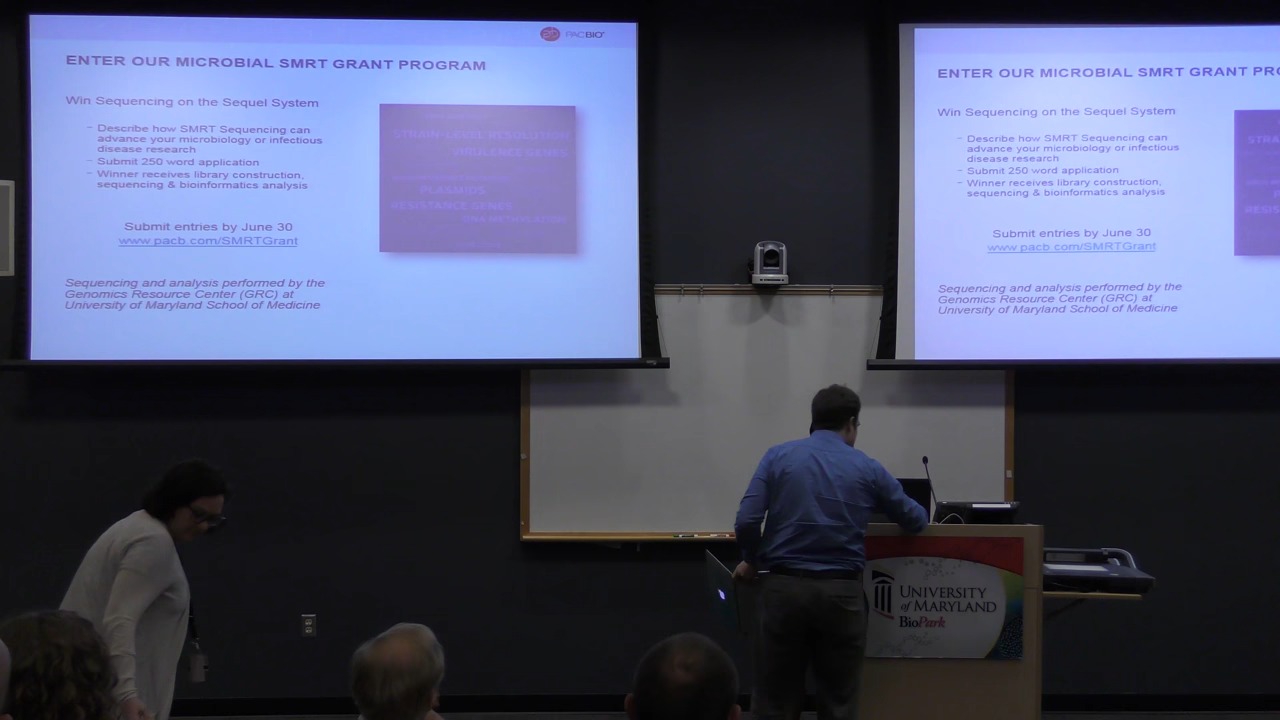 PACBIO®
ENTER OUR MICROBIAL SMRT GRANT PROGRAM
Win Sequencing on the Sequel System
- Describe how SMRT Sequencing can
advance your microbiology or infectious
disease research
- Submit 250 word application
- Winner receives library construction,
sequencing & bioinformatics analysis
Submit entries by June 30
www.pacb.com/SMRTGrant
Sequencing and analysis performed by the
Genomics Resource Center (GRC) at
University of Maryland School of Medicine
STRAIN-LEVEL RESOLUTION
VIRULENCE GENES
PLASMIDS
RESISTANCE GENES
DNA METHYLATION
ENTER OUR MICROBIAL SMRT GRANT PRO
Win Sequencing on the Sequel System
- Describe how SMRT Sequencing can
advance your microbiology or infectious
disease research
- Submit 250 word application
- Winner receives library construction,
sequencing & bioinformatics analysis
Submit entries by June 30
www.pacb.com/SMRTGrant
Sequencing and analysis performed by the
Genomics Resource Center (GRC) at
University of Maryland School of Medicine
STRA
RESIS
UNIVERSITY
of MARYLAND
BioPark